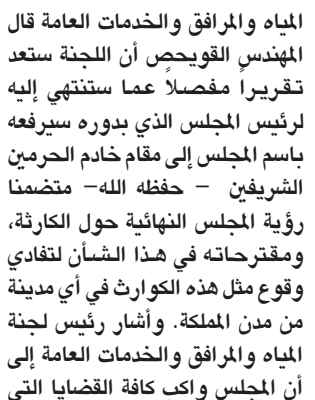 المياه والمرافق والخدمات العامة قال
المهندس القويحص أن اللجنة ستعد
تقريراً مفصلاً عما ستنتهي إليه
لرئيس المجلس الذي بدوره سيرفعه
باسم المجلس إلى مقام خادم الحرمين
الشريفين – حفظه الله– متضمنا
رؤية المجلس النهائية حول الكارثة،
ومقترحاته في هذا الشأن لتفادي
وقوع مثل هذه الكوارث في أي مدينة
من مدن المملكة. وأشار رئيس لجنة
المياه والمرافق والخدمات العامة إلى
أن المجلس واكب كافة القضايا التي